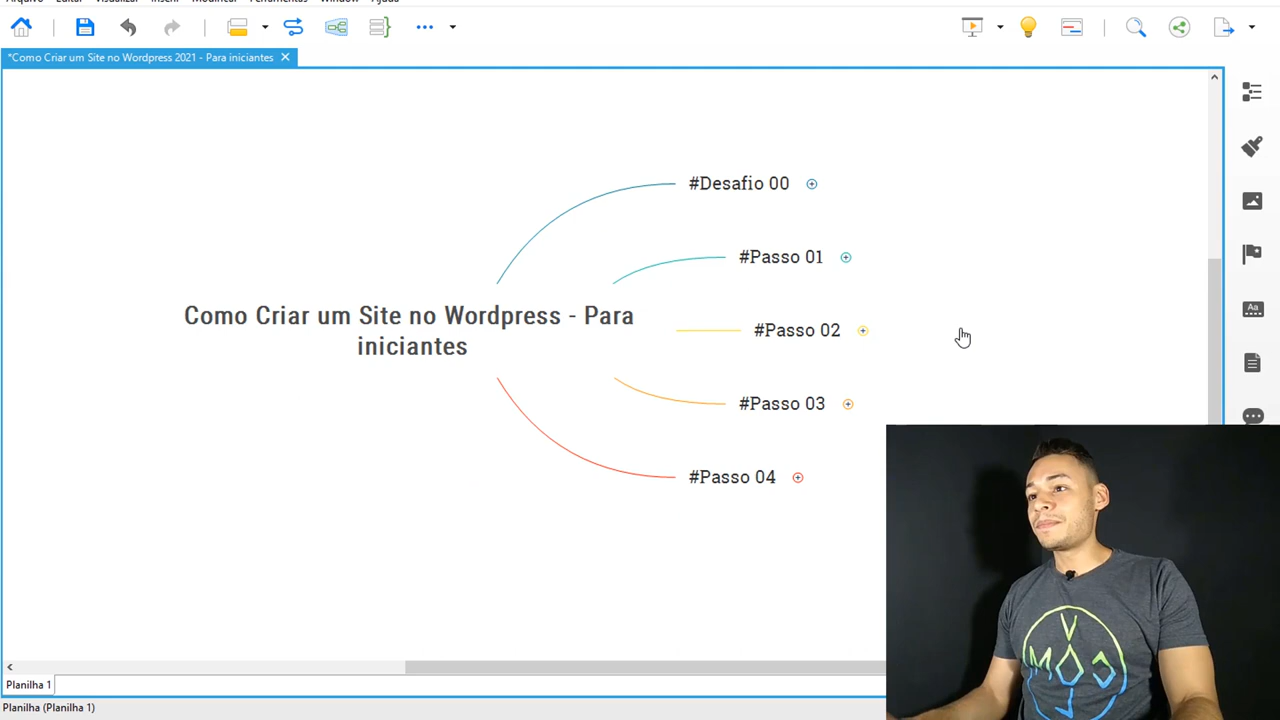 *Como Criar um Site no Wordpress 2021 - Para iniciantes
#Desafio 00
#Passo 01
Como Criar um Site no Wordpress - Para
iniciantes
#Passo 02
#Passo 03
#Passo 04
Aa
Planilha 1
Planilha (Planilha 1)